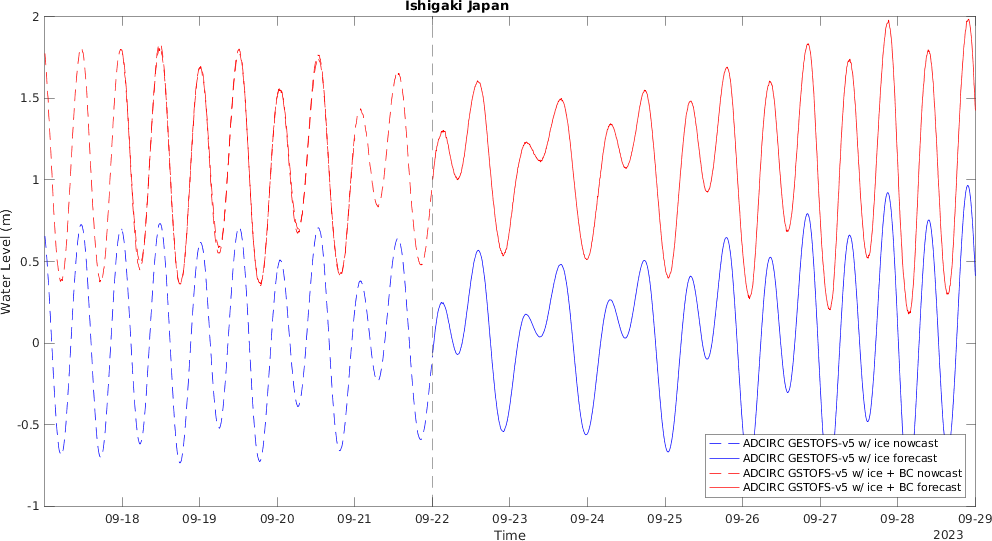 Ishigaki Japan
Water Level (m)
2
1.5
1
0.5
0
-0.5
-1
09-18 09-19 09-20 09-21 09-22 09-23 09-24 09-25 09-26 09-27 09-28 09-29
Time
2023
ADCIRC GESTOFS-v5 w/ ice nowcast
ADCIRC GESTOFS-v5 w/ ice forecast
ADCIRC GSTOFS-v5 w/ ice + BC nowcast
ADCIRC GSTOFS-v5 w/ ice + BC forecast